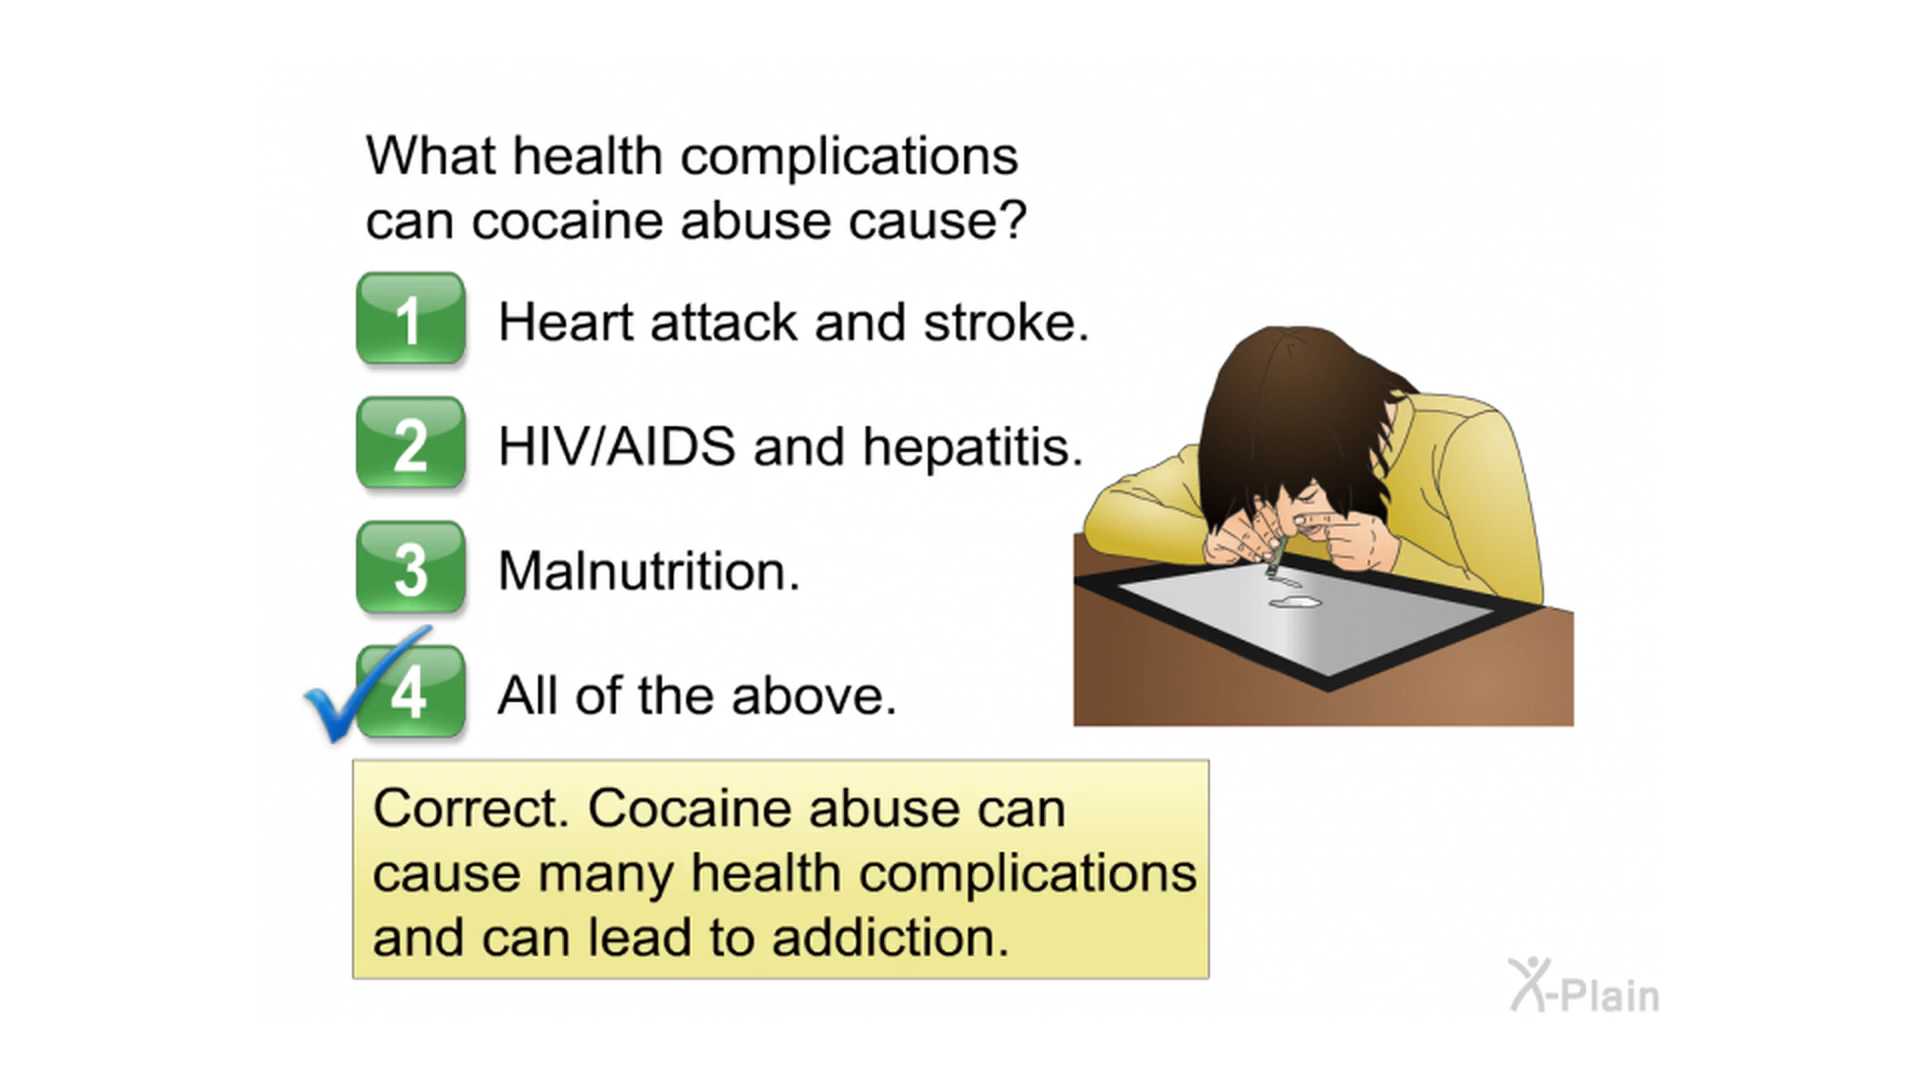 What health complications
can cocaine abuse cause?
1 Heart attack and stroke.
2 HIV/AIDS and hepatitis.
3 Malnutrition.
4 All of the above.
Correct. Cocaine abuse can
cause many health complications
and can lead to addiction.
X-Plain